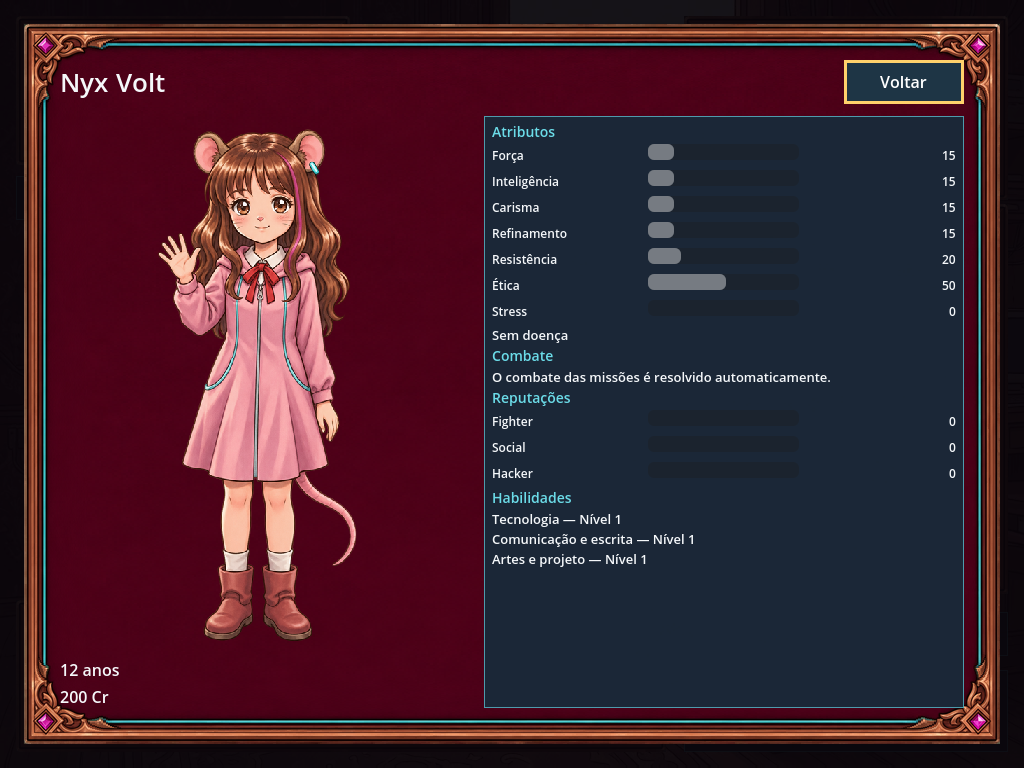 Nyx Volt
Voltar
Atributos
Força 15
Inteligência 15
Carisma 15
Refinamento 15
Resistência 20
Ética 50
Stress 0
Sem doença
Combate
O combate das missões é resolvido automaticamente.
Reputações
Fighter 0
Social 0
Hacker 0
Habilidades
Tecnologia — Nível 1
Comunicação e escrita — Nível 1
Artes e projeto — Nível 1
12 anos
200 Cr